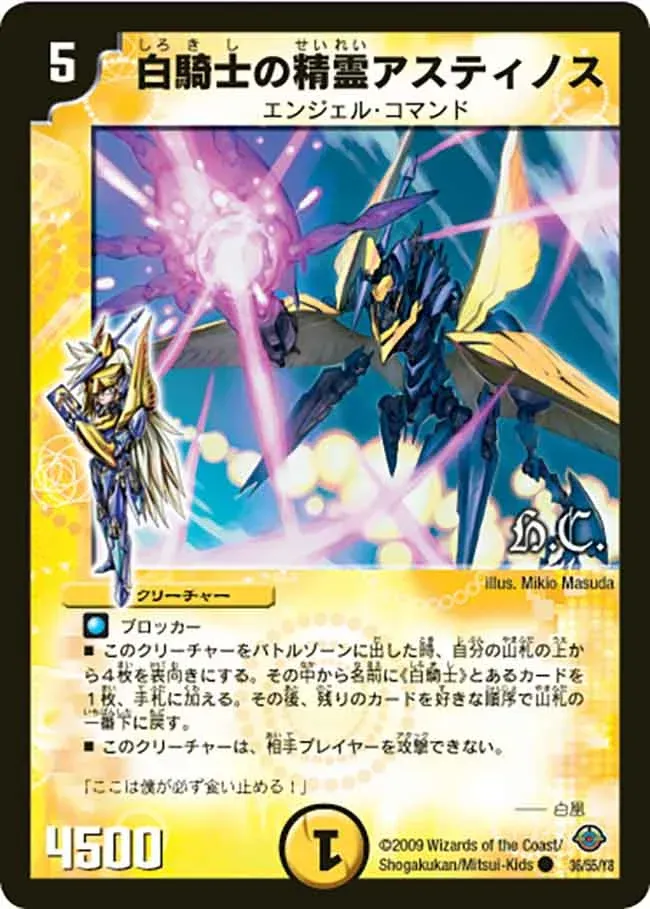 5
しろきし せいれい
白騎士の精霊アスティノス
エンジェル・コマンド
H.C.
illus. Mikio Masuda
クリーチャー
ブロッカー
■ このクリーチャーをバトルゾーンに出した時、自分の山札の上か
ら４枚を表向きにする。その中から名前に《白騎士》とあるカードを
１枚、手札に加える。その後、残りのカードを好きな順序で山札の
一番下に戻す。
■ このクリーチャーは、相手プレイヤーを攻撃できない。
「ここは僕が必ず食い止める！」
—— 白凰
4500
1
©2009 Wizards of the Coast/
Shogakukan/Mitsui-Kids
36/55/Y8